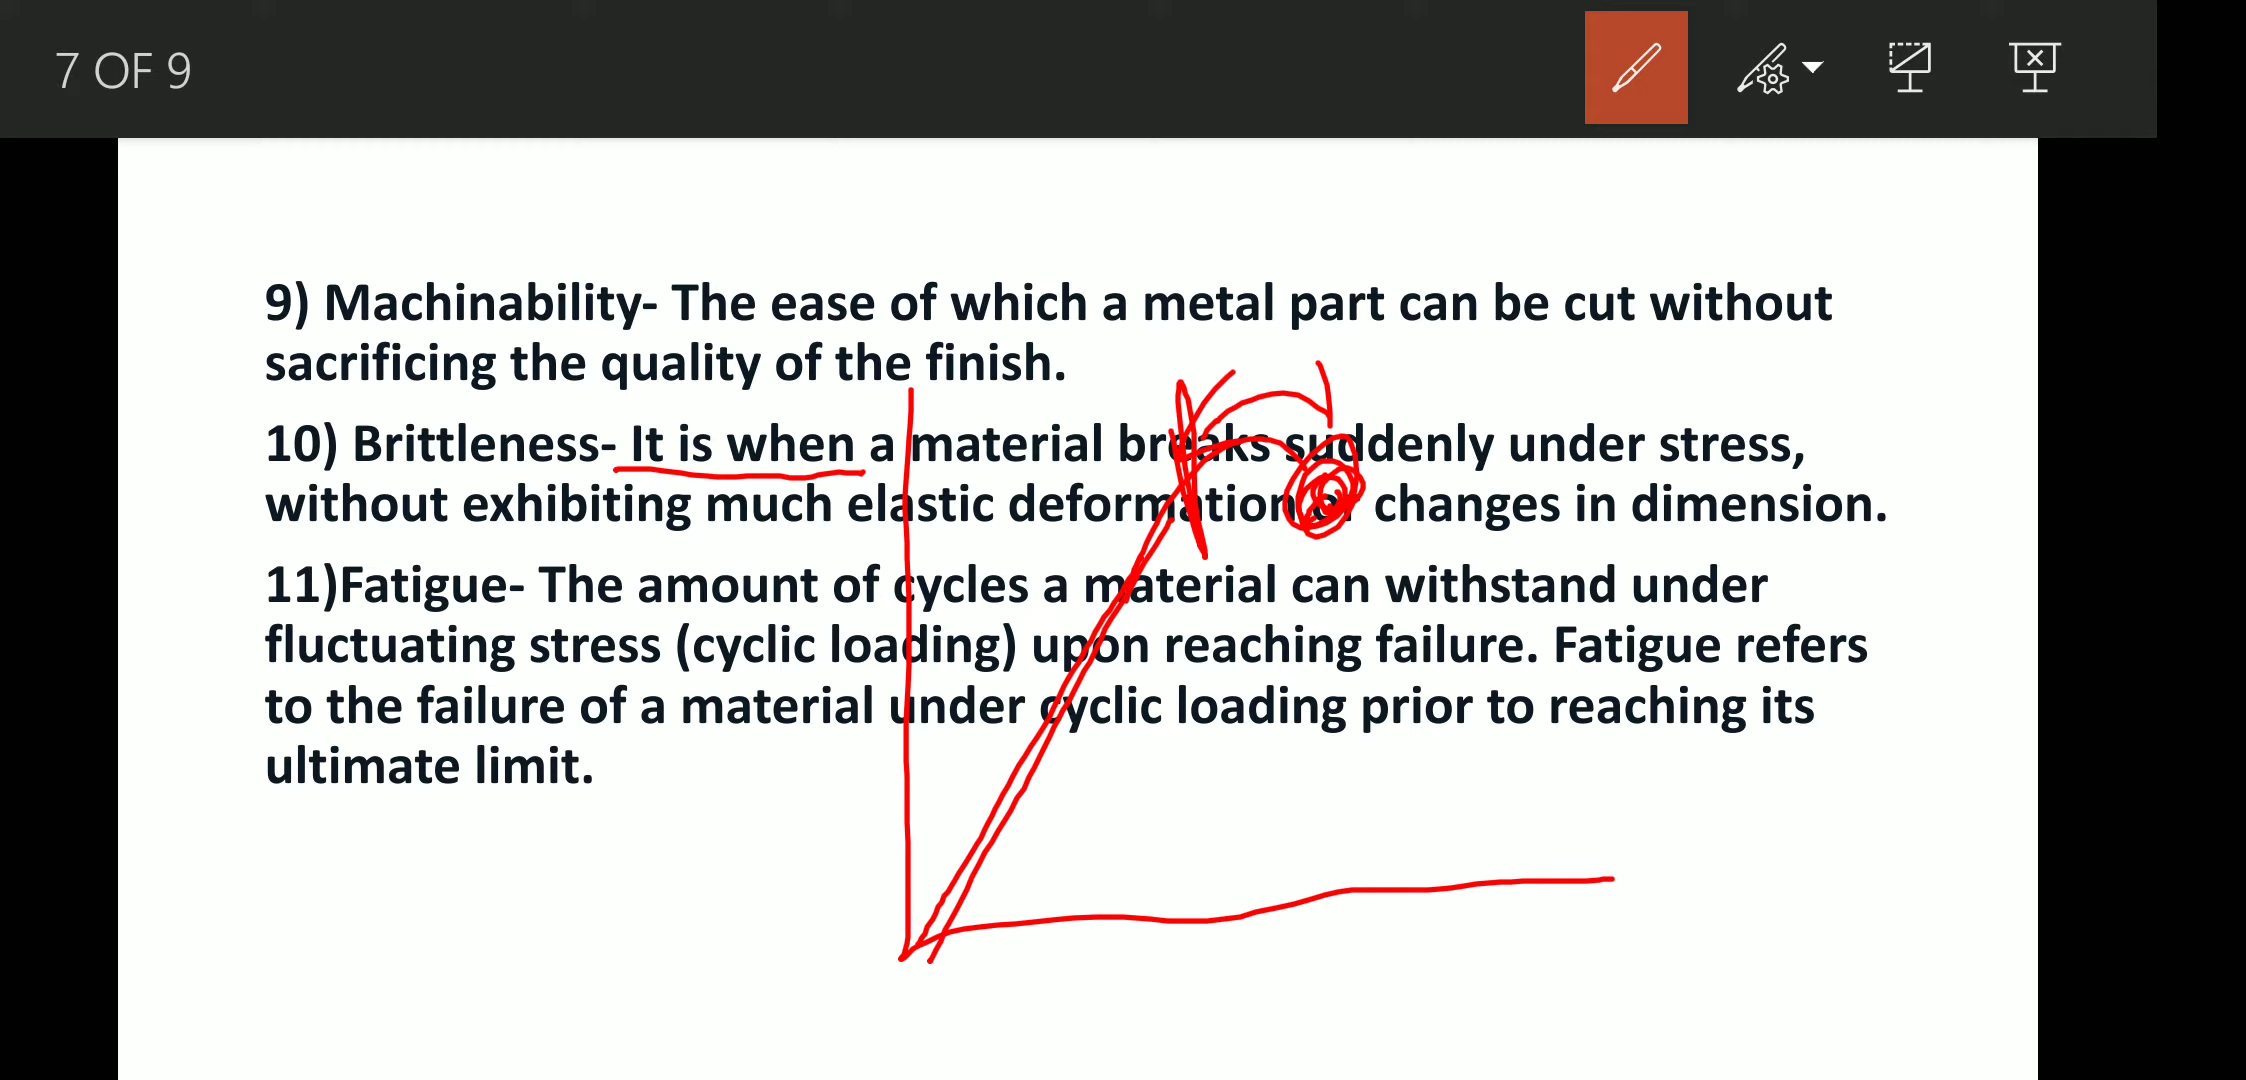 7 OF 9
9) Machinability- The ease of which a metal part can be cut without
sacrificing the quality of the finish.
10) Brittleness- It is when a material breaks suddenly under stress,
without exhibiting much elastic deformation or changes in dimension.
11)Fatigue- The amount of cycles a material can withstand under
fluctuating stress (cyclic loading) upon reaching failure. Fatigue refers
to the failure of a material under cyclic loading prior to reaching its
ultimate limit.